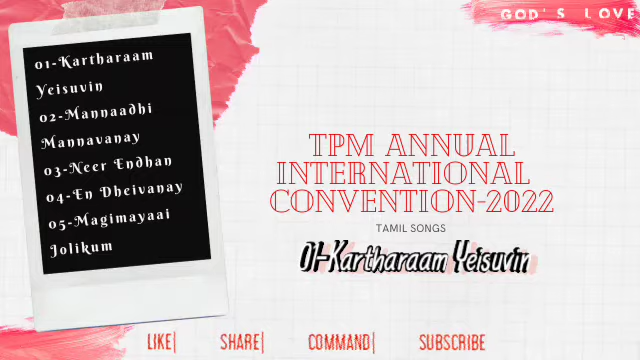 GOD'S LOVE
01-Kartharaam
Yeisuvin
02-Mannaadhi
Mannavanay
03-Neer Endhan
04-En Dheivanay
05-Magimayaai
Jolikum
TPM ANNUAL
INTERNATIONAL
CONVENTION-2022
TAMIL SONGS
01-Kartharaam Yeisuvin
LIKE| SHARE| COMMAND| SUBSCRIBE